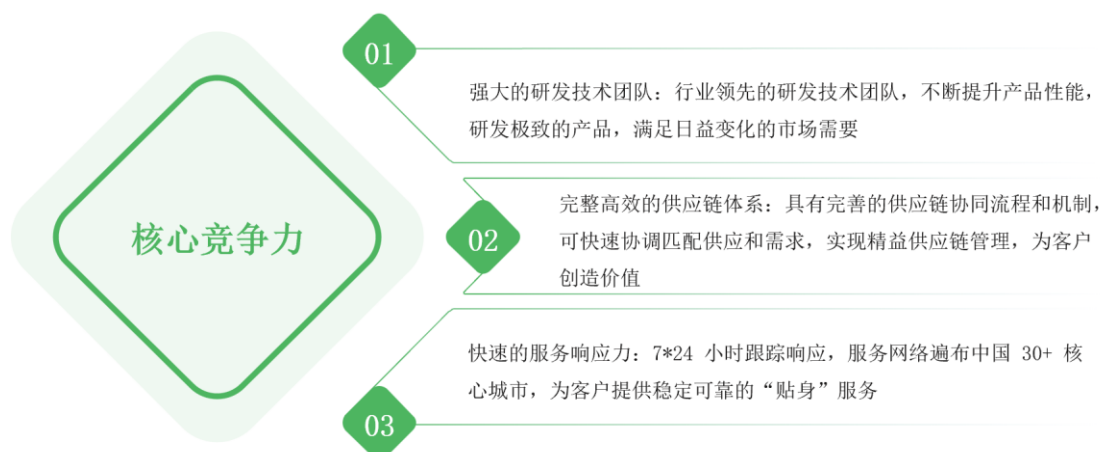 核心竞争力
01
强大的研发技术团队：行业领先的研发技术团队，不断提升产品性能，
研发极致的产品，满足日益变化的市场需要
02
完整高效的供应链体系：具有完善的供应链协同流程和机制，
可快速协调匹配供应和需求，实现精益供应链管理，为客户
创造价值
03
快速的服务响应力：7*24 小时跟踪响应，服务网络遍布中国 30+ 核
心城市，为客户提供稳定可靠的“贴身”服务